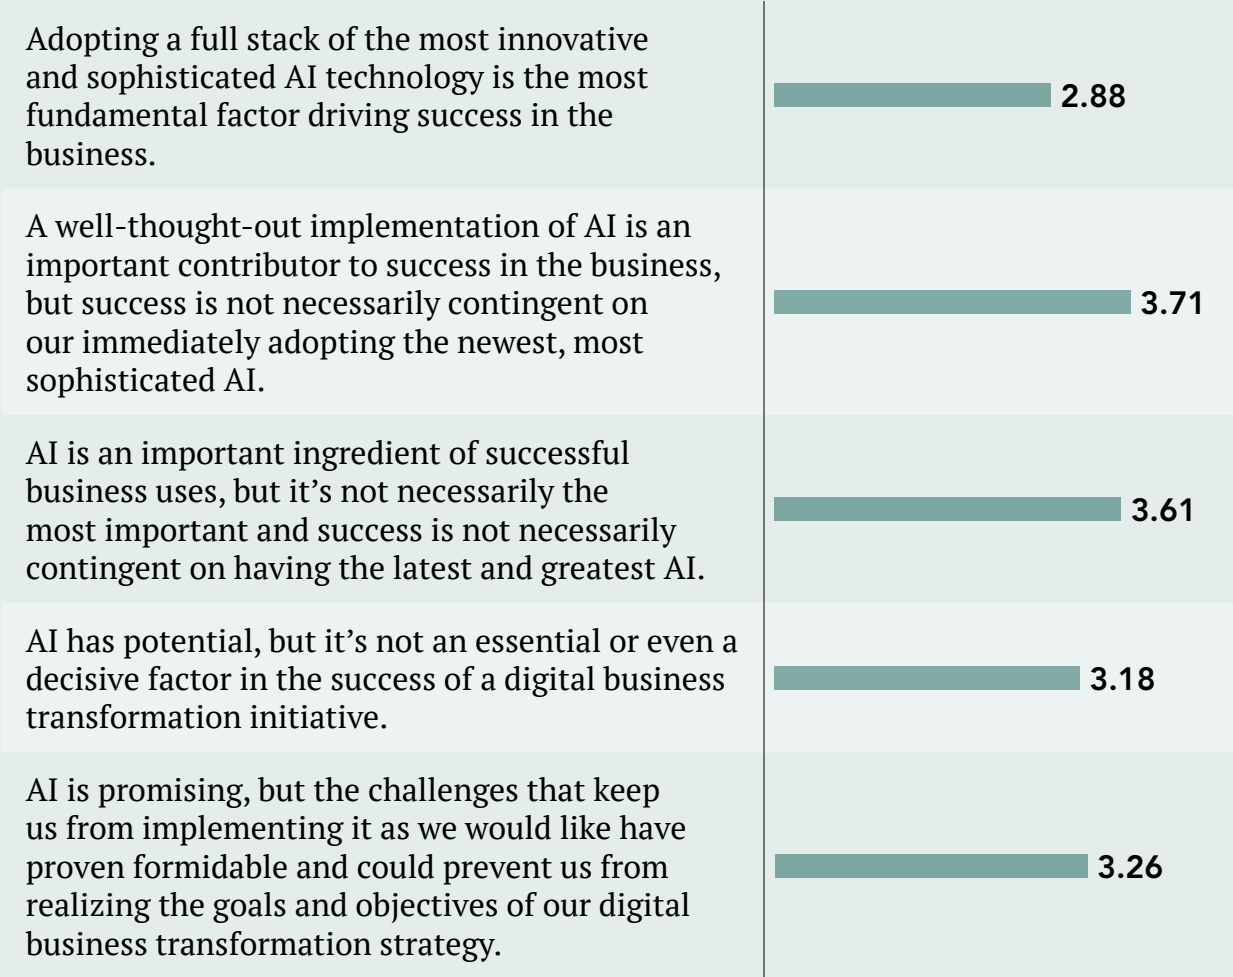 Adopting a full stack of the most innovative
and sophisticated AI technology is the most
fundamental factor driving success in the
business.
2.88
A well-thought-out implementation of AI is an
important contributor to success in the business,
but success is not necessarily contingent on
our immediately adopting the newest, most
sophisticated AI.
3.71
AI is an important ingredient of successful
business uses, but it’s not necessarily the
most important and success is not necessarily
contingent on having the latest and greatest AI.
3.61
AI has potential, but it’s not an essential or even a
decisive factor in the success of a digital business
transformation initiative.
3.18
AI is promising, but the challenges that keep
us from implementing it as we would like have
proven formidable and could prevent us from
realizing the goals and objectives of our digital
business transformation strategy.
3.26